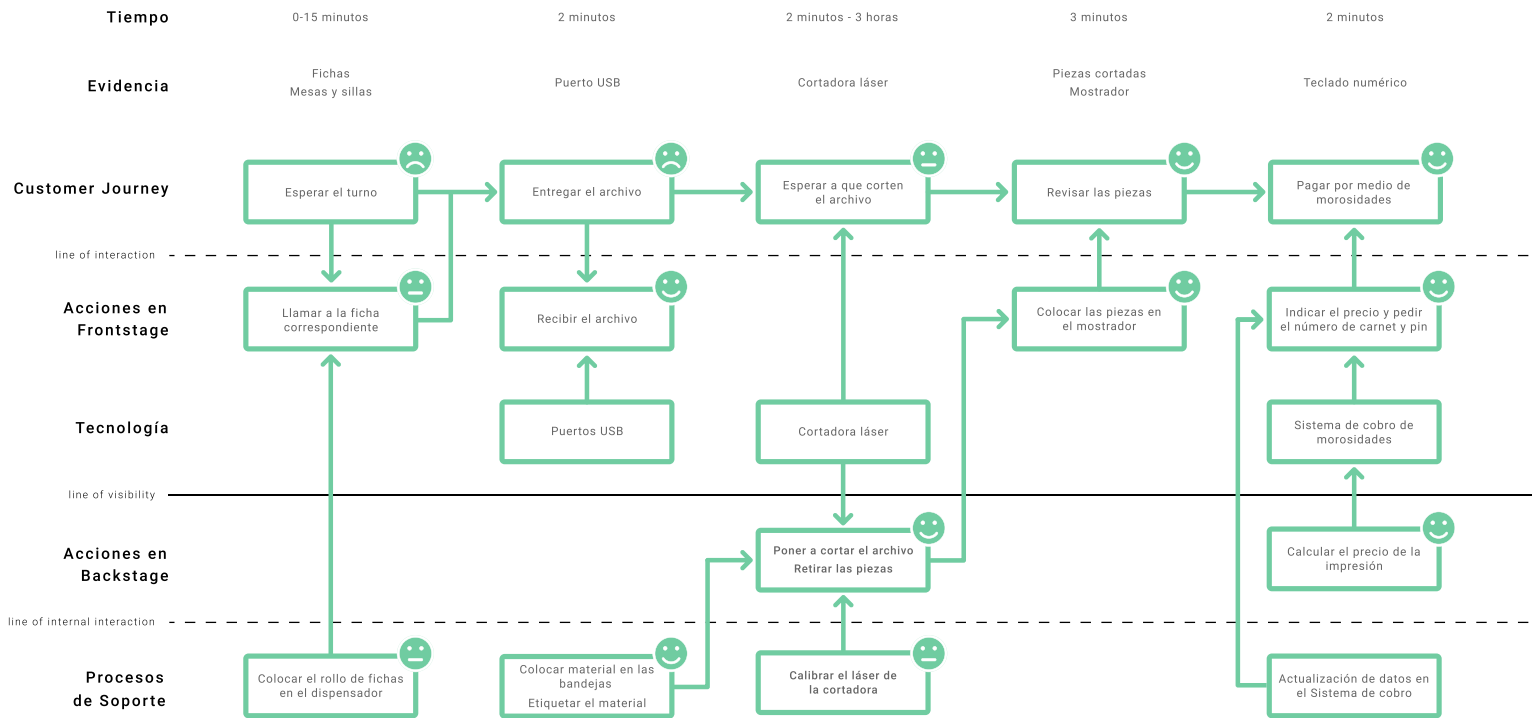 Tiempo
0-15 minutos
2 minutos
2 minutos - 3 horas
3 minutos
2 minutos
Evidencia
Fichas
Mesas y sillas
Puerto USB
Cortadora láser
Piezas cortadas
Mostrador
Teclado numérico
Customer Journey
Esperar el turno
Entregar el archivo
Esperar a que corten
el archivo
Revisar las piezas
Pagar por medio de
morosidades
line of interaction
Acciones en
Frontstage
Llamar a la ficha
correspondiente
Recibir el archivo
Colocar las piezas en
el mostrador
Indicar el precio y pedir
el número de carnet y pin
Tecnología
Puertos USB
Cortadora láser
Sistema de cobro de
morosidades
line of visibility
Acciones en
Backstage
Poner a cortar el archivo
Retirar las piezas
Calcular el precio de la
impresión
line of internal interaction
Procesos
de Soporte
Colocar el rollo de fichas
en el dispensador
Colocar material en las
bandejas
Etiquetar el material
Calibrar el láser de
la cortadora
Actualización de datos en
el Sistema de cobro